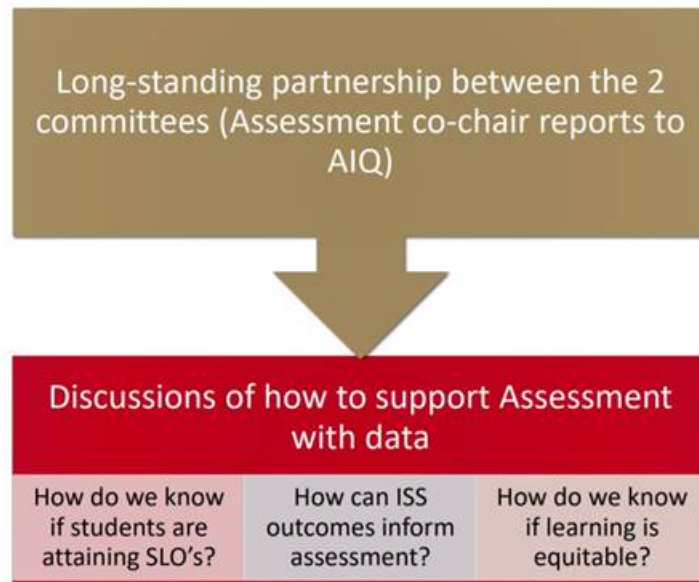 Long-standing partnership between the 2
committees (Assessment co-chair reports to
AIQ)
Discussions of how to support Assessment
with data
How do we know
if students are
attaining SLO's?
How can ISS
outcomes inform
assessment?
How do we know
if learning is
equitable?